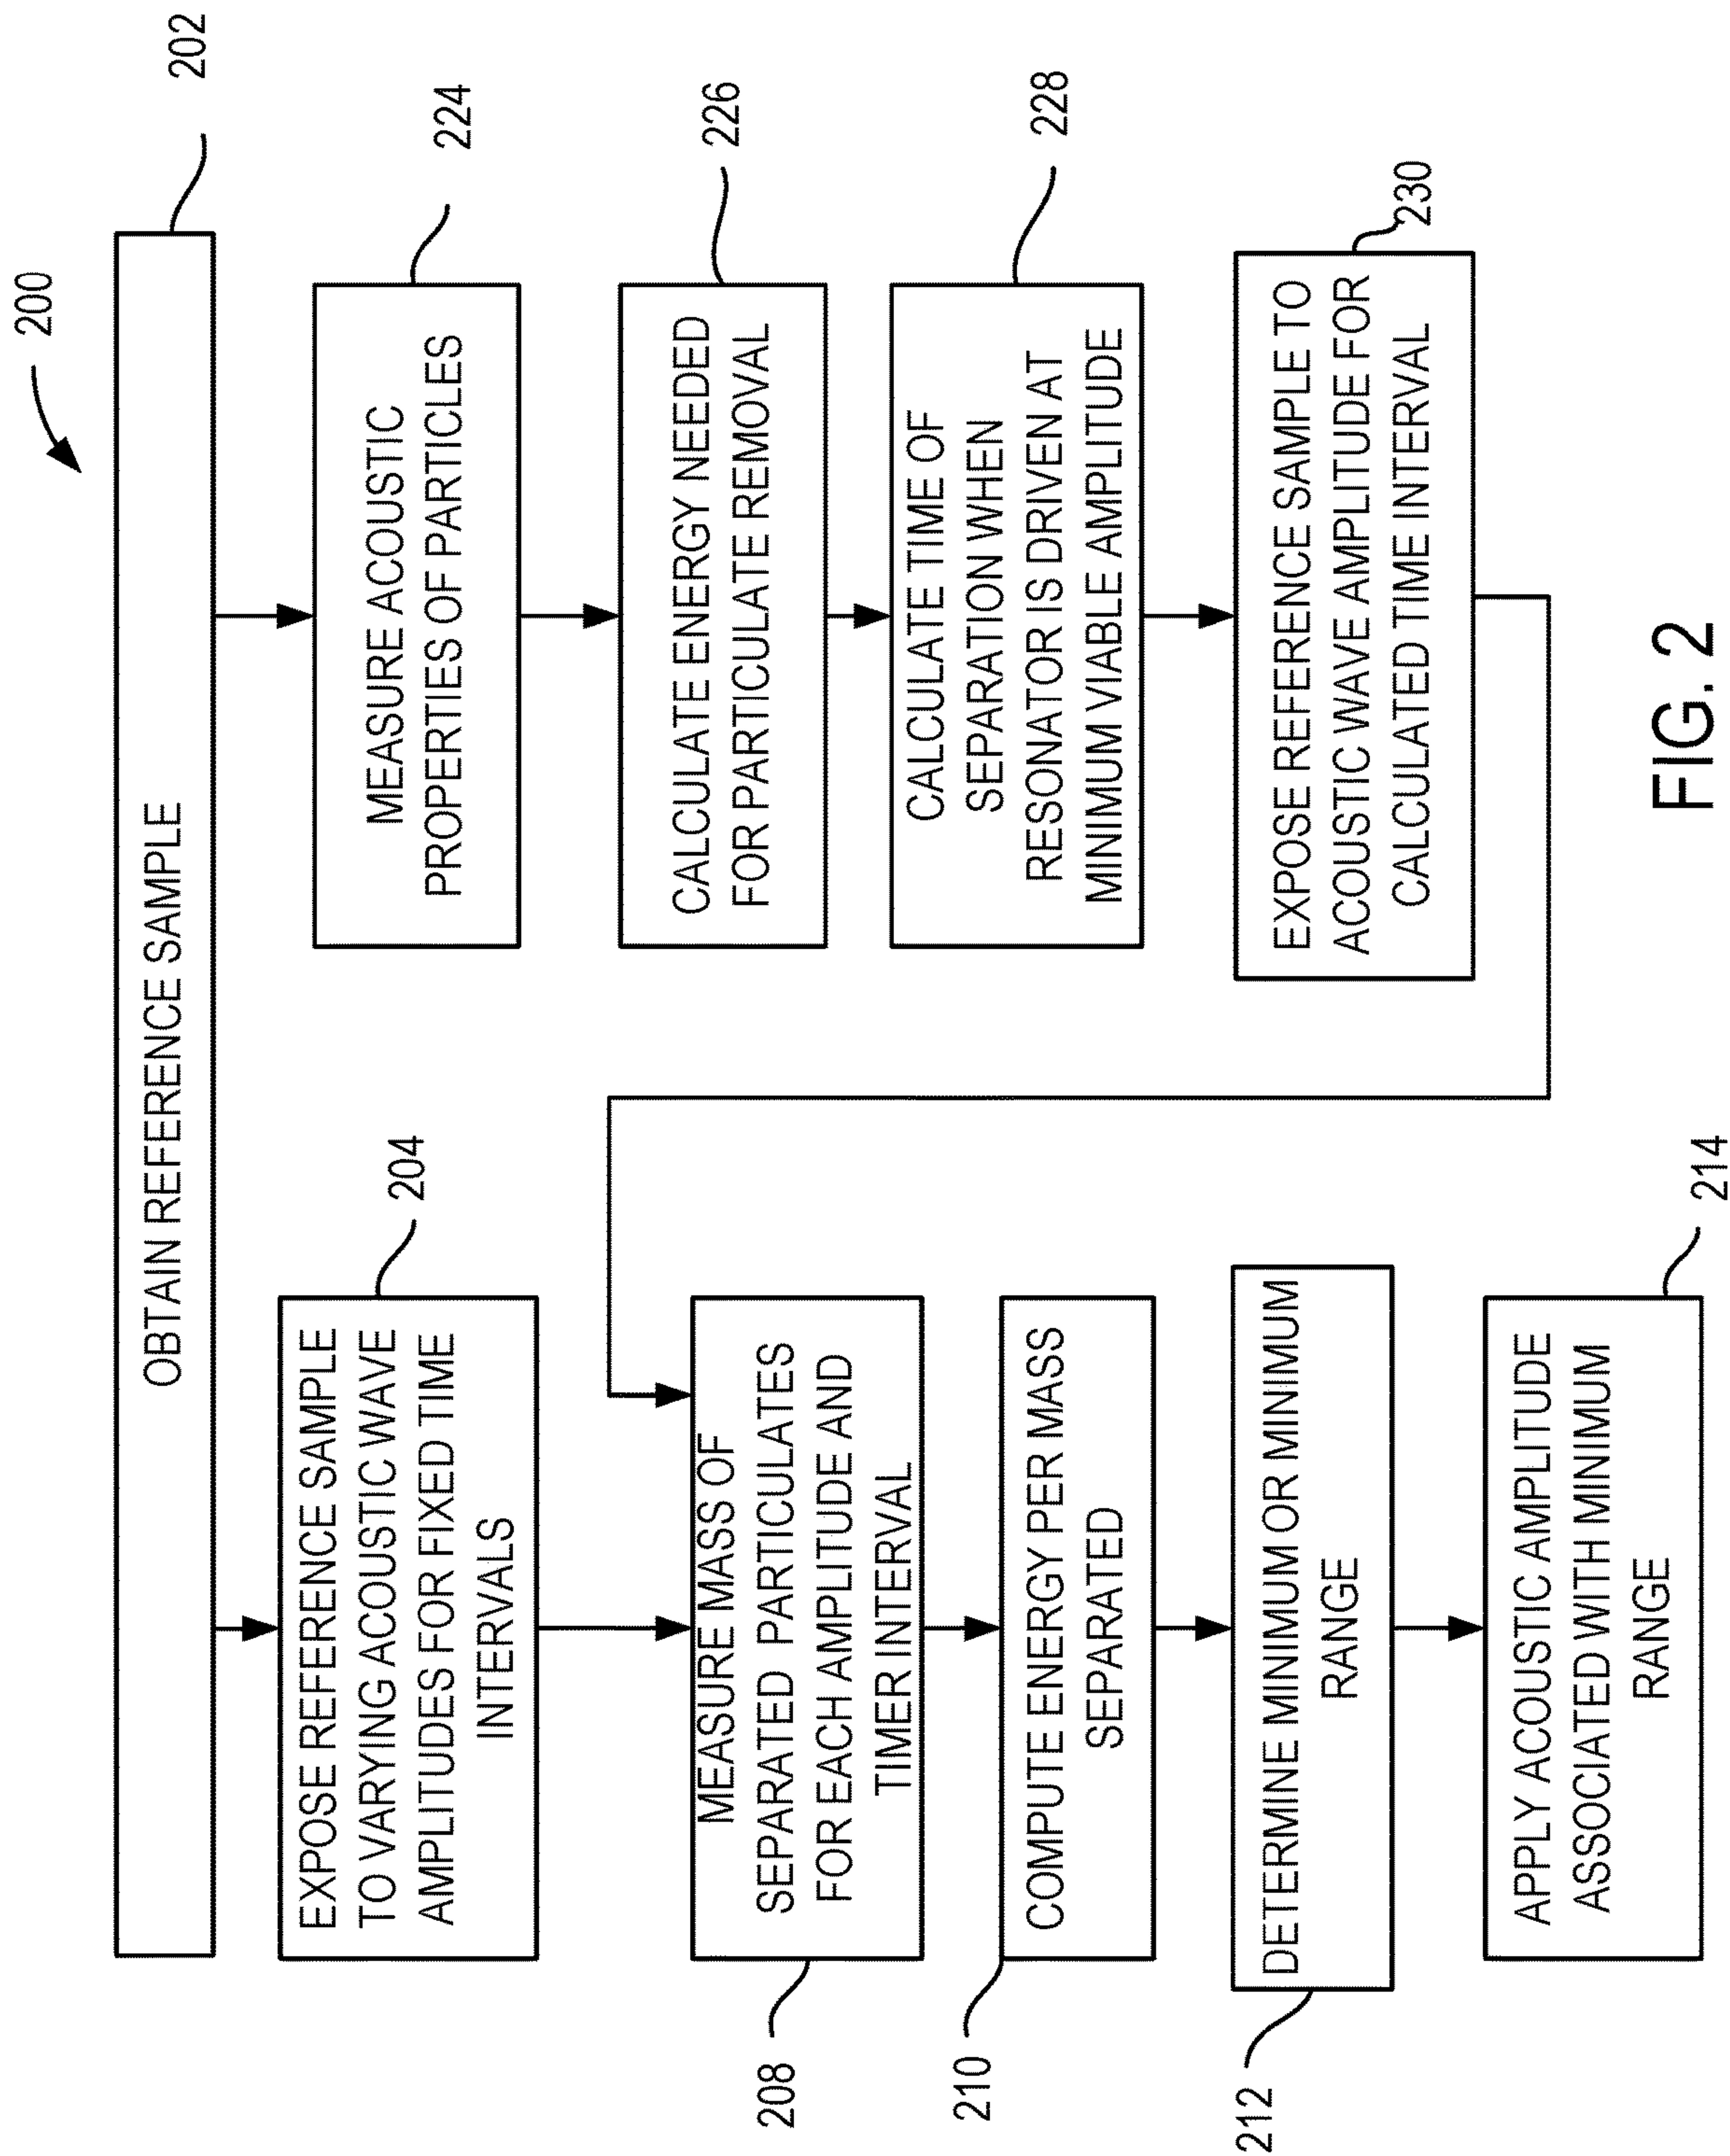 200
OBTAIN REFERENCE SAMPLE
202
EXPOSE REFERENCE SAMPLE
TO VARYING ACOUSTIC WAVE
AMPLITUDES FOR FIXED TIME
INTERVALS
204
MEASURE MASS OF
SEPARATED PARTICULATES
FOR EACH AMPLITUDE AND
TIMER INTERVAL
208
COMPUTE ENERGY PER MASS
SEPARATED
210
DETERMINE MINIMUM OR MINIMUM
RANGE
212
APPLY ACOUSTIC AMPLITUDE
ASSOCIATED WITH MINIMUM
RANGE
214
MEASURE ACOUSTIC
PROPERTIES OF PARTICLES
224
CALCULATE ENERGY NEEDED
FOR PARTICULATE REMOVAL
226
CALCULATE TIME OF
SEPARATION WHEN
RESONATOR IS DRIVEN AT
MINIMUM VIABLE AMPLITUDE
228
EXPOSE REFERENCE SAMPLE TO
ACOUSTIC WAVE AMPLITUDE FOR
CALCULATED TIME INTERVAL
230
FIG. 2